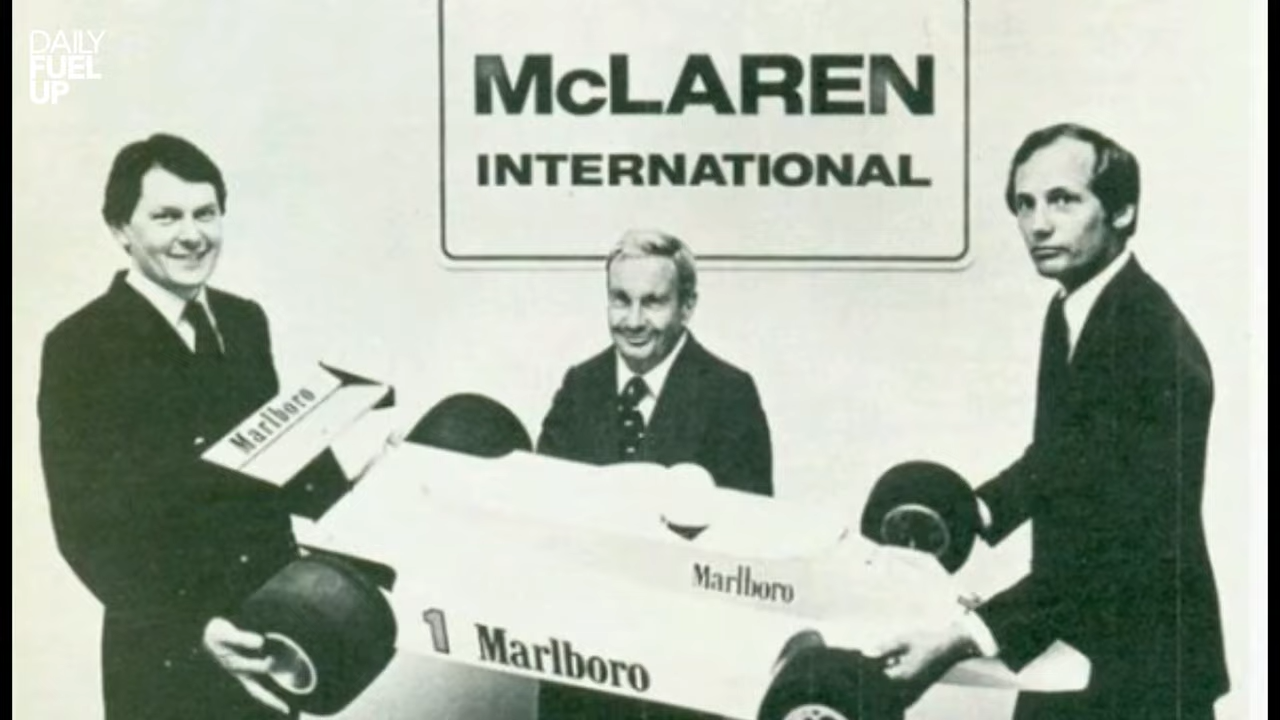 DAILY
FUEL
UP
McLAREN
INTERNATIONAL
Marlboro
Marlboro
1 Marlboro